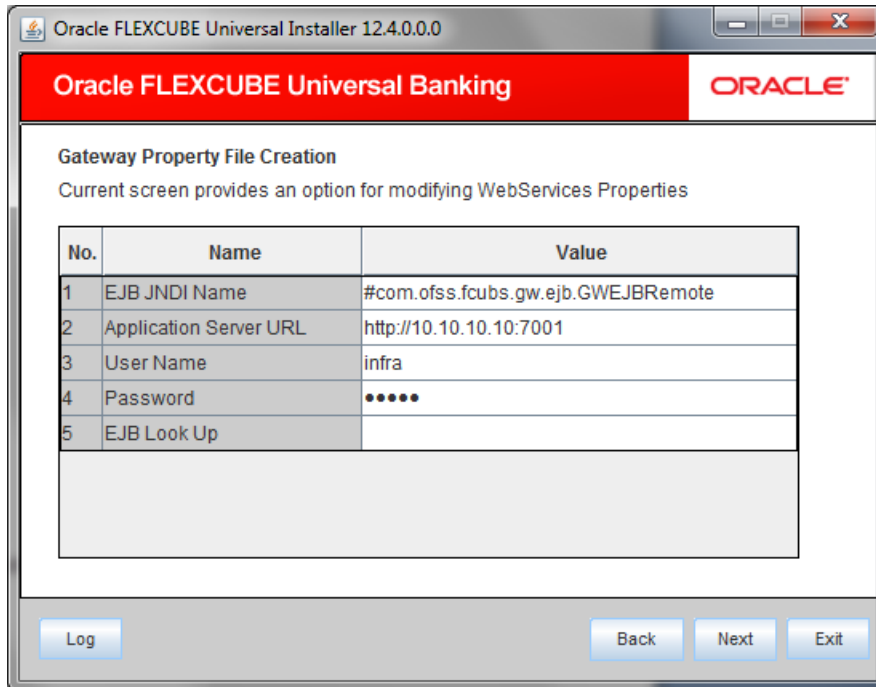 Oracle FLEXCUBE Universal Installer 12.4.0.0.0
Oracle FLEXCUBE Universal Banking
ORACLE®
Gateway Property File Creation
Current screen provides an option for modifying WebServices Properties
No. Name Value
1 EJB JNDI Name #com.ofss.fcubs.gw.ejb.GWEJBRemote
2 Application Server URL http://10.10.10.10:7001
3 User Name infra
4 Password •••••
5 EJB Look Up
Log Back Next Exit